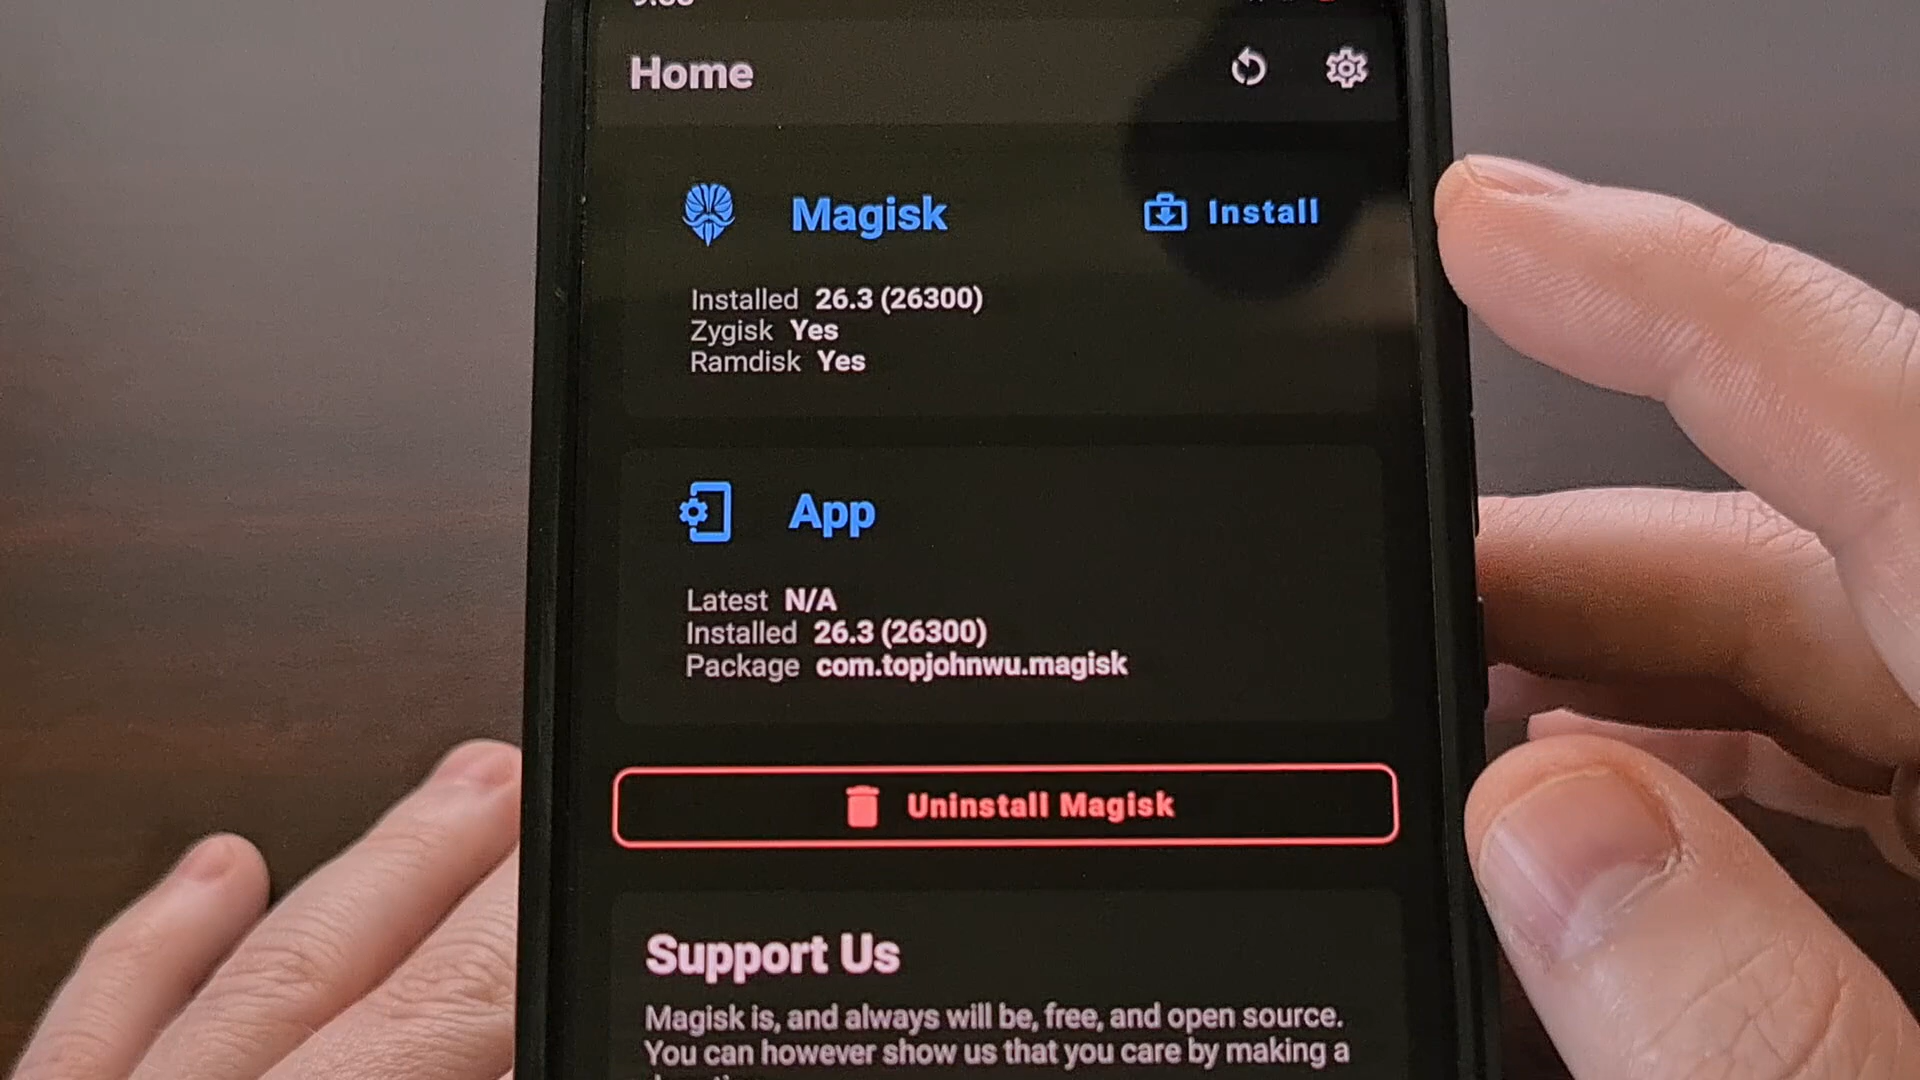 Home
Magisk
Install
Installed 26.3 (26300)
Zygisk Yes
Ramdisk Yes
App
Latest N/A
Installed 26.3 (26300)
Package com.topjohnwu.magisk
Uninstall Magisk
Support Us
Magisk is, and always will be, free, and open source.
You can however show us that you care by making a